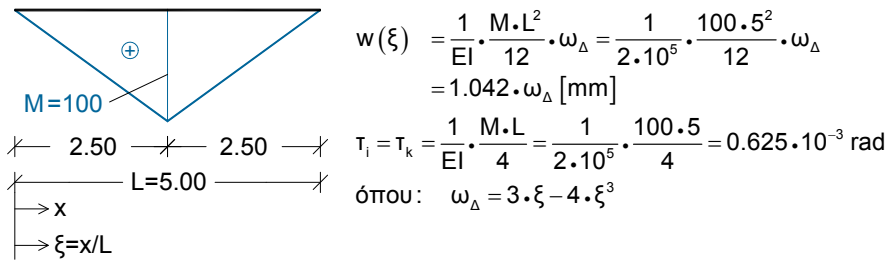 M=100
2.50 2.50
L=5.00
x
ξ=x/L
w(ξ) = 1/EI • M•L²/12 • ω_Δ = 1/2•10⁵ • 100•5²/12 • ω_Δ
=1.042•ω_Δ [mm]
τ_i = τ_k = 1/EI • M•L/4 = 1/2•10⁵ • 100•5/4 = 0.625•10⁻³ rad
όπου: ω_Δ = 3•ξ−4•ξ³